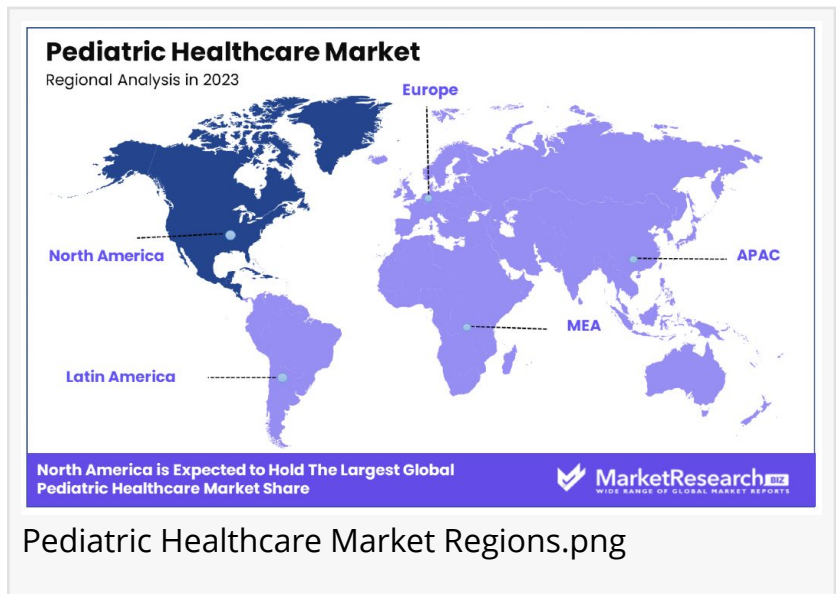 Pediatric Healthcare Market
Regional Analysis in 2023
Europe
North America
APAC
MEA
Latin America
North America is Expected to Hold The Largest Global
Pediatric Healthcare Market Share
MarketResearch BIZ
WIDE RANGE OF GLOBAL MARKET REPORTS
Pediatric Healthcare Market Regions.png